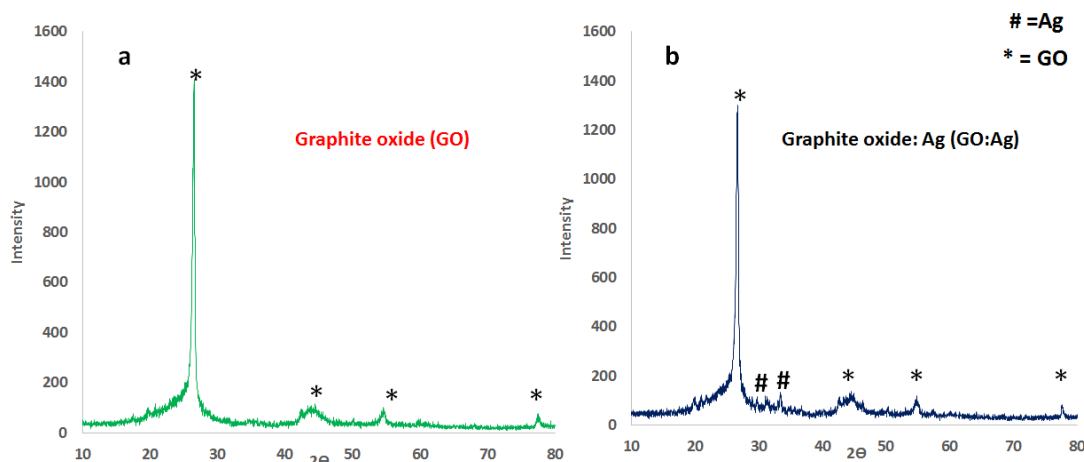 a
Graphite oxide (GO)
Intensity
1600
1400
1200
1000
800
600
400
200
0
10 20 30 40 50 60 70 80
2Θ
*
*
*
*
b
# =Ag
* = GO
Graphite oxide: Ag (GO:Ag)
Intensity
1600
1400
1200
1000
800
600
400
200
0
10 20 30 40 50 60 70 80
2Θ
*
# # * * *